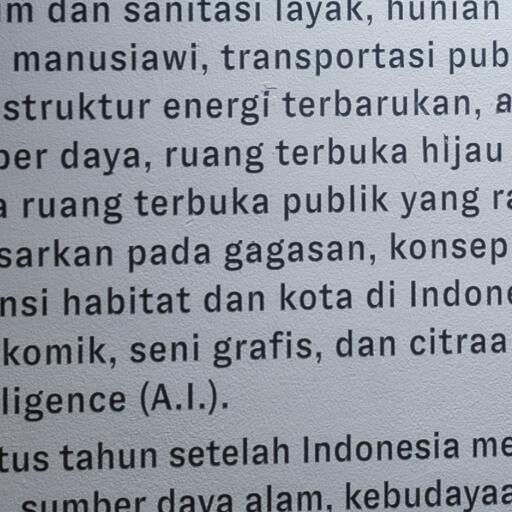 m dan sanitasi layak, hunian
manusiawi, transportasi pub
struktur energi terbarukan, a
ber daya, ruang terbuka hijau
a ruang terbuka publik yang ra
sarkan pada gagasan, konsep
nsi habitat dan kota di Indone
komik, seni grafis, dan citraa
ligence (A.I.).
tus tahun setelah Indonesia me
sumber daya alam, kebudayaa